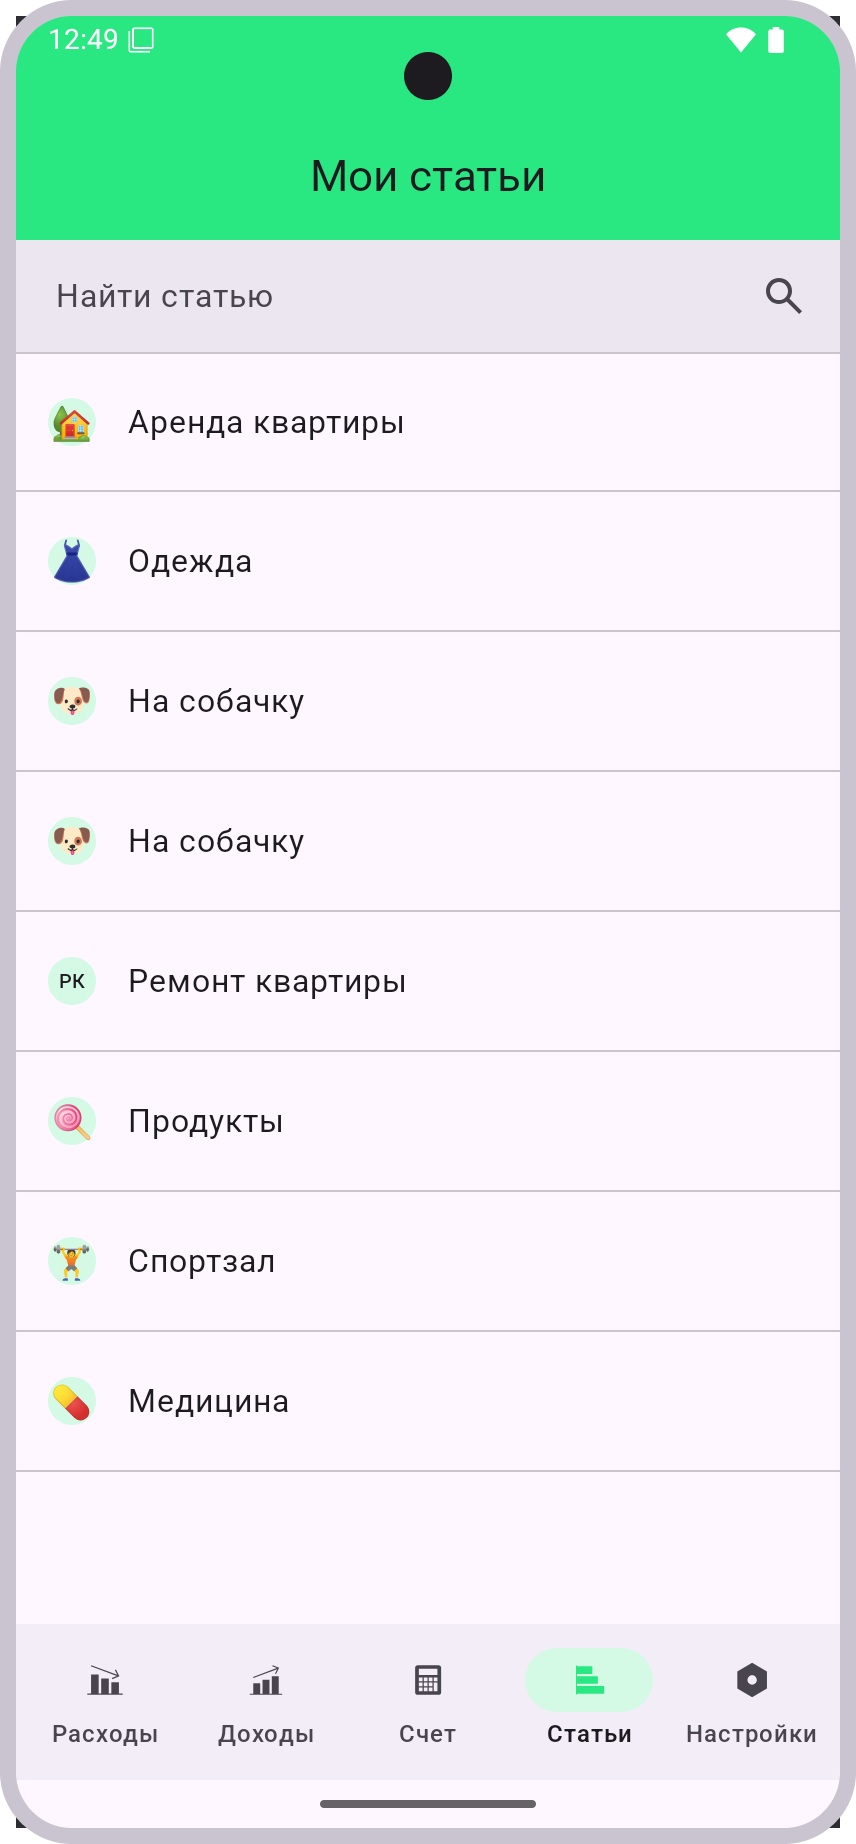 12:49
Мои статьи
Найти статью
Аренда квартиры
Одежда
На собачку
На собачку
РК Ремонт квартиры
Продукты
Спортзал
Медицина
Расходы Доходы Счет Статьи Настройки